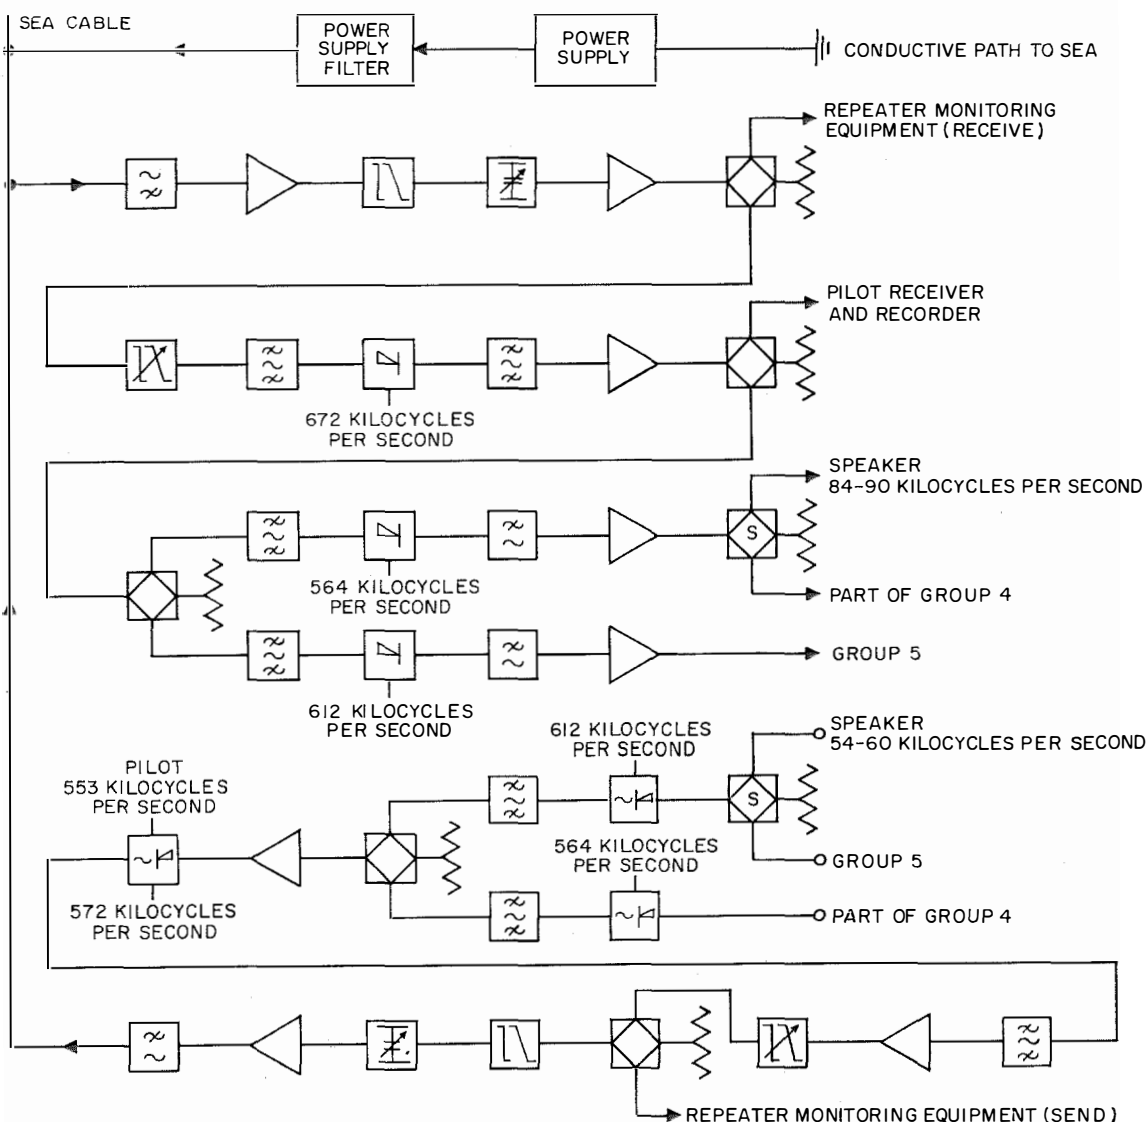 SEA CABLE
POWER
SUPPLY
FILTER
POWER
SUPPLY
CONDUCTIVE PATH TO SEA
REPEATER MONITORING
EQUIPMENT (RECEIVE)
PILOT RECEIVER
AND RECORDER
672 KILOCYCLES
PER SECOND
SPEAKER
84-90 KILOCYCLES PER SECOND
S
564 KILOCYCLES
PER SECOND
PART OF GROUP 4
GROUP 5
612 KILOCYCLES
PER SECOND
612 KILOCYCLES
PER SECOND
SPEAKER
54-60 KILOCYCLES PER SECOND
PILOT
553 KILOCYCLES
PER SECOND
S
564 KILOCYCLES
PER SECOND
GROUP 5
572 KILOCYCLES
PER SECOND
PART OF GROUP 4
REPEATER MONITORING EQUIPMENT (SEND)